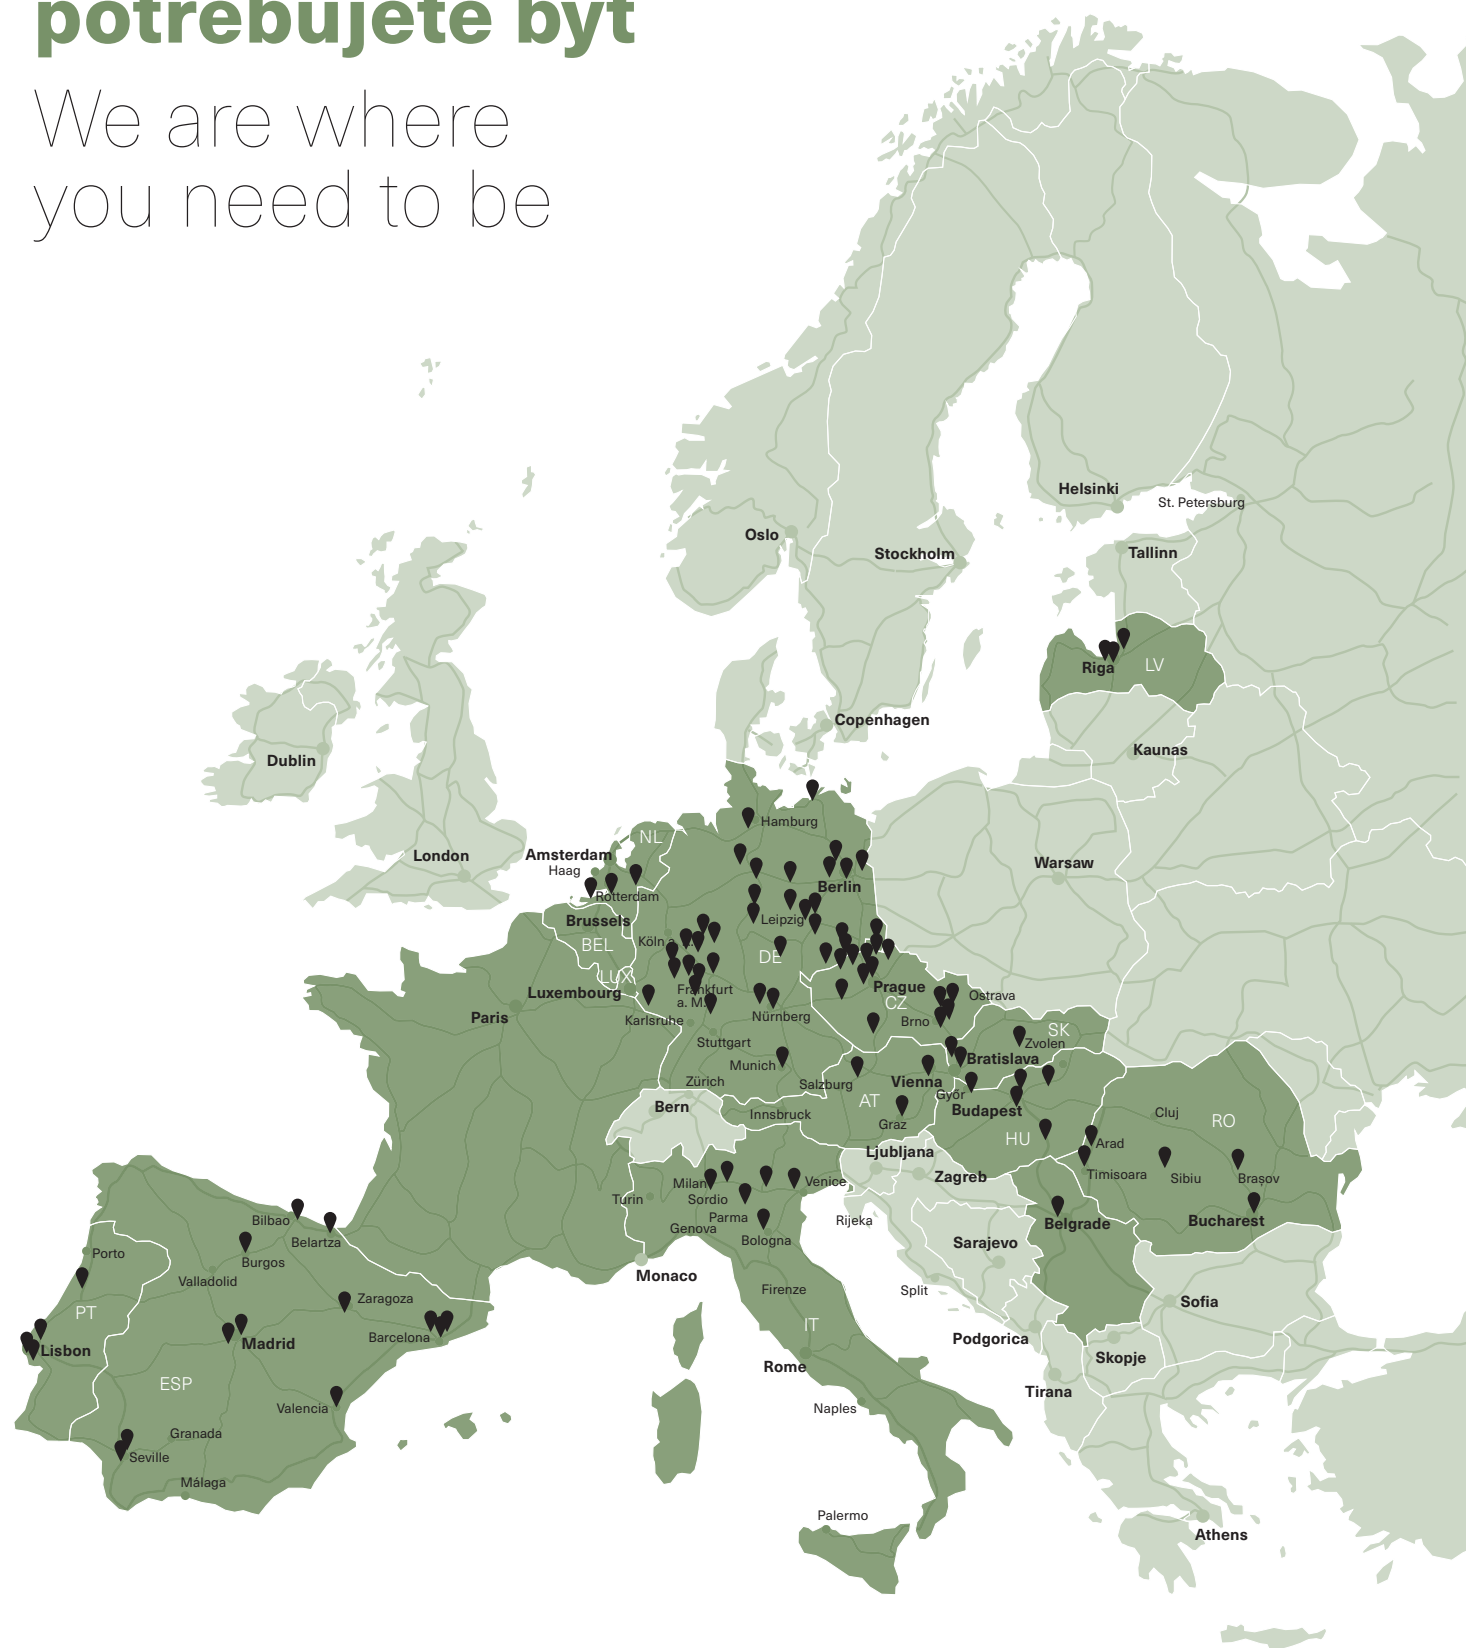 potrebujete byť
We are where
you need to be
Helsinki
St. Petersburg
Oslo
Stockholm
Tallinn
Riga
LV
Copenhagen
Kaunas
Dublin
Hamburg
NL
London
Amsterdam
Haag
Warsaw
Berlin
Rotterdam
Brussels
Leipzig
BEL
Köln a.
DE
LUX
Luxembourg
Frankfurt
a. M.
Prague
CZ
Ostrava
Paris
Karlsruhe
Nürnberg
Brno
SK
Zvolen
Stuttgart
Munich
Bratislava
Zürich
Salzburg
Vienna
Győr
Bern
Innsbruck
AT
Budapest
Graz
HU
Cluj
RO
Arad
Ljubljana
Timisoara
Sibiu
Brașov
Milan
Venice
Zagreb
Turin
Sordio
Parma
Genova
Bologna
Rijeka
Belgrade
Bucharest
Bilbao
Belartza
Sarajevo
Porto
Burgos
Valladolid
Monaco
Firenze
Split
Zaragoza
Sofia
PT
IT
Barcelona
Podgorica
Lisbon
Madrid
Skopje
Rome
Tirana
ESP
Valencia
Naples
Granada
Seville
Málaga
Palermo
Athens